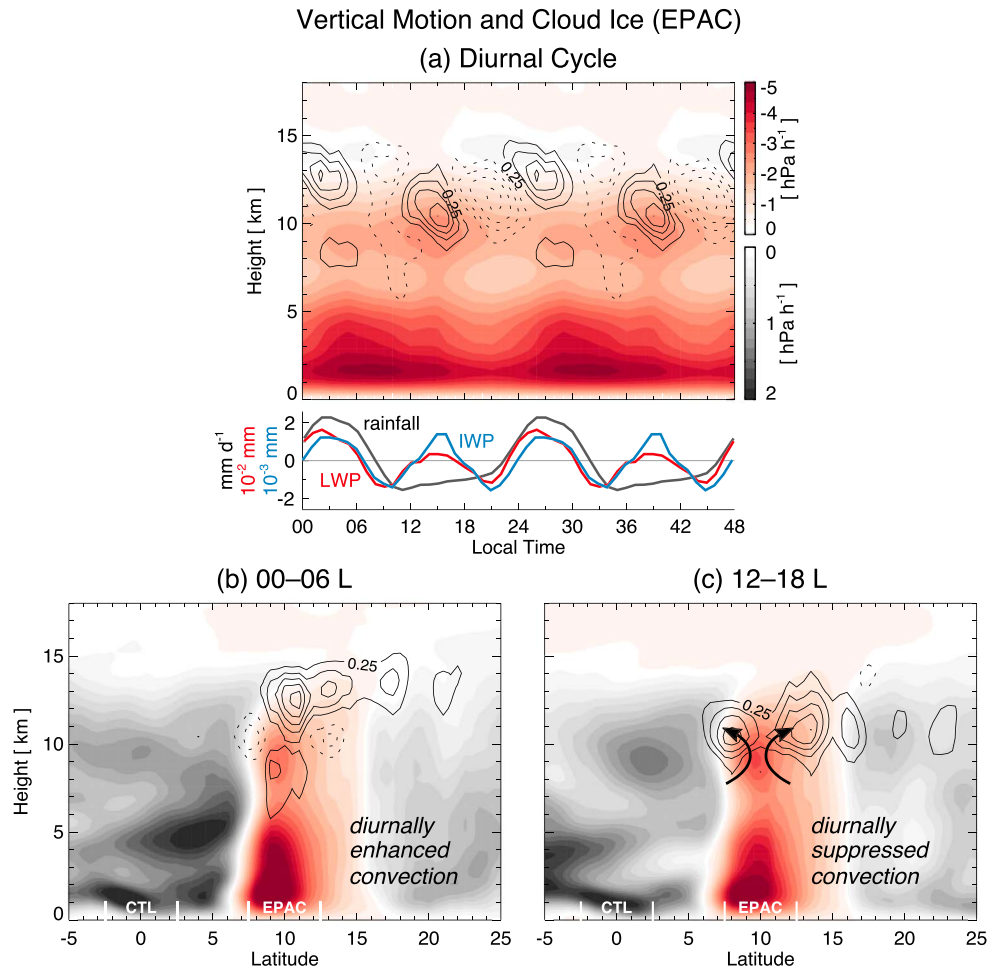 Vertical Motion and Cloud Ice (EPAC)
(a) Diurnal Cycle
Height [ km ]
15
10
5
0
0.25
0.25
0.25
0.25
-5
-4
-3
-2
-1
0
[ hPa h-1 ]
0
1
2
[ hPa h-1 ]
mm d-1
10-2 mm
10-3 mm
2
0
-2
rainfall
IWP
LWP
00 06 12 18 24 30 36 42 48
Local Time
(b) 00–06 L
Height [ km ]
15
10
5
0
0.25
diurnally
enhanced
convection
CTL EPAC
-5 0 5 10 15 20 25
Latitude
(c) 12–18 L
0.25
diurnally
suppressed
convection
CTL EPAC
-5 0 5 10 15 20 25
Latitude